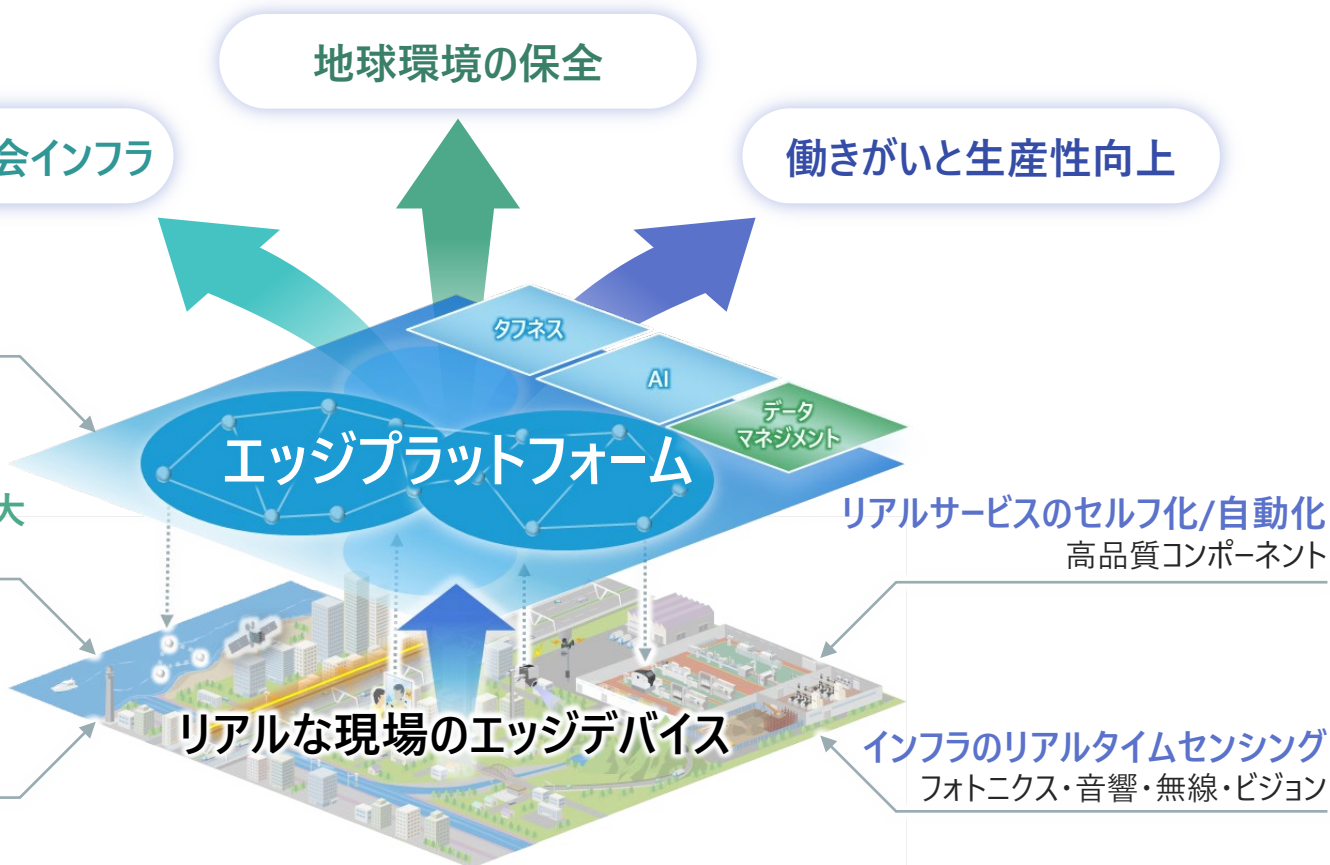 地球環境の保全
会インフラ
働きがいと生産性向上
タフネス
AI
データ
マネジメント
エッジプラットフォーム
大
リアルサービスのセルフ化/自動化
高品質コンポーネント
リアルな現場のエッジデバイス
インフラのリアルタイムセンシング
フォトニクス・音響・無線・ビジョン